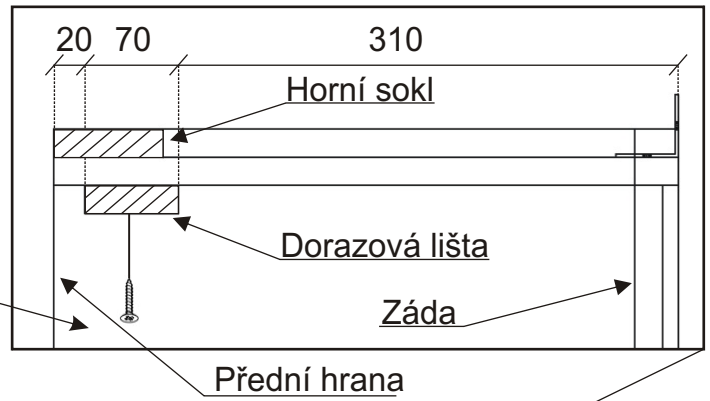 20 70 310
Horní sokl
Dorazová lišta
Záda
Přední hrana